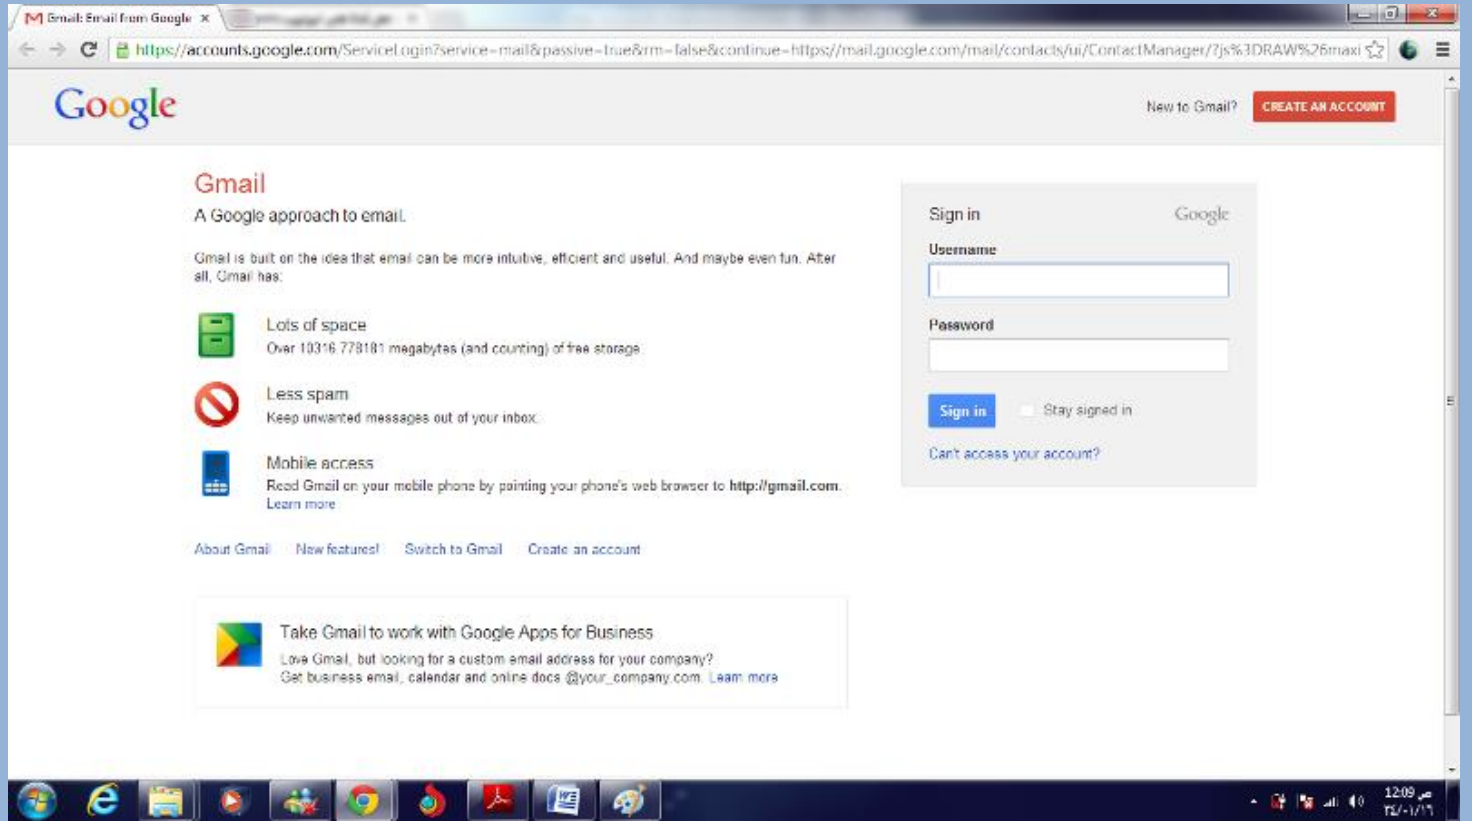 Gmail: Email from Google
https://accounts.google.com/ServiceLogin?service=mail&passive=true&rm=false&continue=https://mail.google.com/mail/contacts/ui/ContactManager/?js%3DRAW%26maxi
Google
New to Gmail? CREATE AN ACCOUNT
Gmail
A Google approach to email.
Gmail is built on the idea that email can be more intuitive, efficient and useful. And maybe even fun. After
all, Gmail has:
Lots of space
Over 10316.778181 megabytes (and counting) of free storage.
Less spam
Keep unwanted messages out of your inbox.
Mobile access
Read Gmail on your mobile phone by pointing your phone's web browser to http://gmail.com.
Learn more
About Gmail New features! Switch to Gmail Create an account
Take Gmail to work with Google Apps for Business
Love Gmail, but looking for a custom email address for your company?
Get business email, calendar and online docs @your_company.com. Learn more
Sign in Google
Username
Password
Sign in Stay signed in
Can't access your account?
12:09 ص
٣٤/٠١/١٦